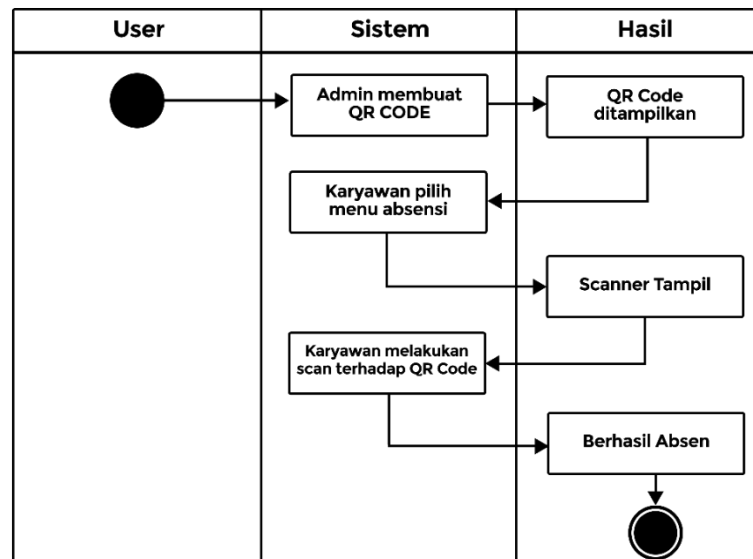 User
Sistem
Hasil
Admin membuat
QR CODE
QR Code
ditampilkan
Karyawan pilih
menu absensi
Scanner Tampil
Karyawan melakukan
scan terhadap QR Code
Berhasil Absen